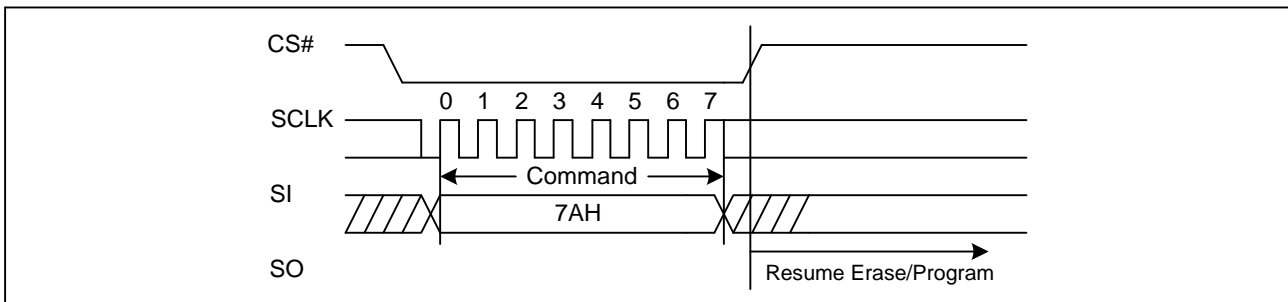 CS#
0 1 2 3 4 5 6 7
SCLK
Command
SI
7AH
SO
Resume Erase/Program